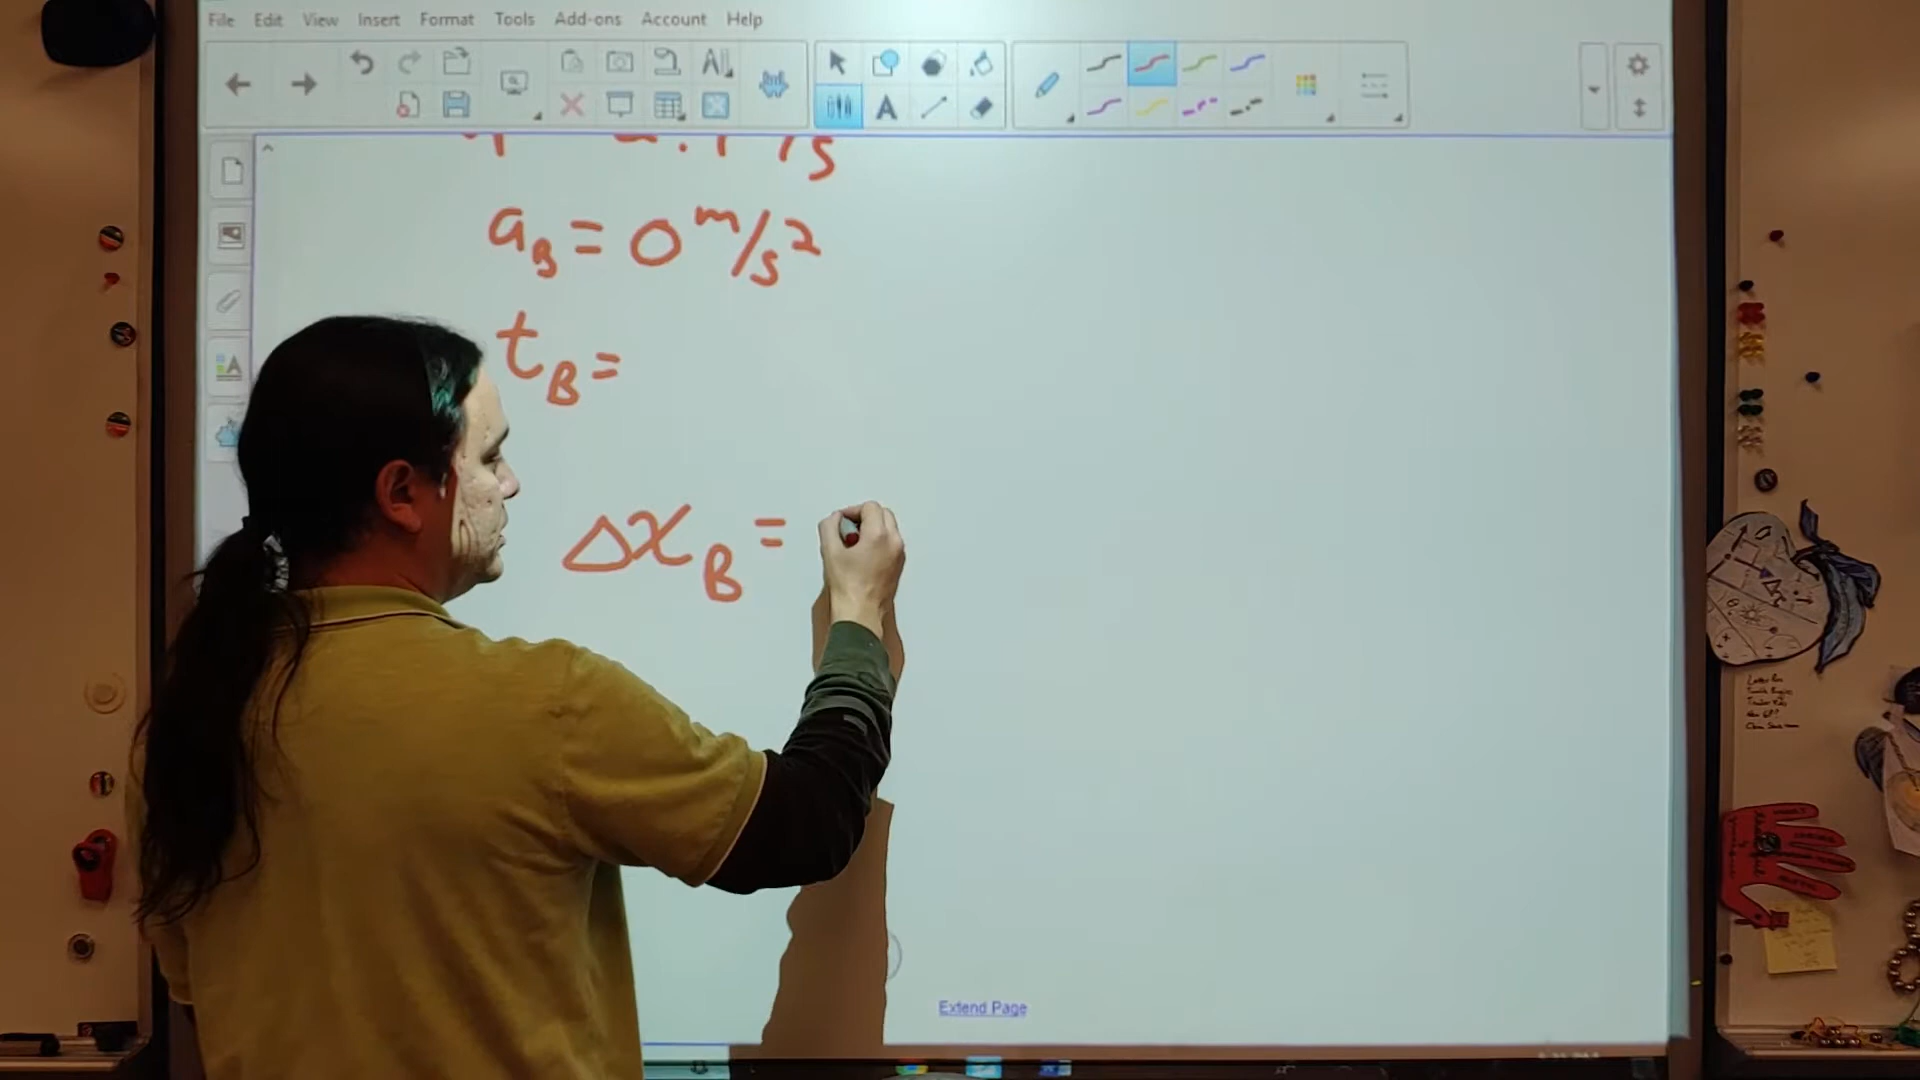 File Edit View Insert Format Tools Add-ons Account Help
a_B = 0 m/s²
t_B =
Δx_B =
Extend Page